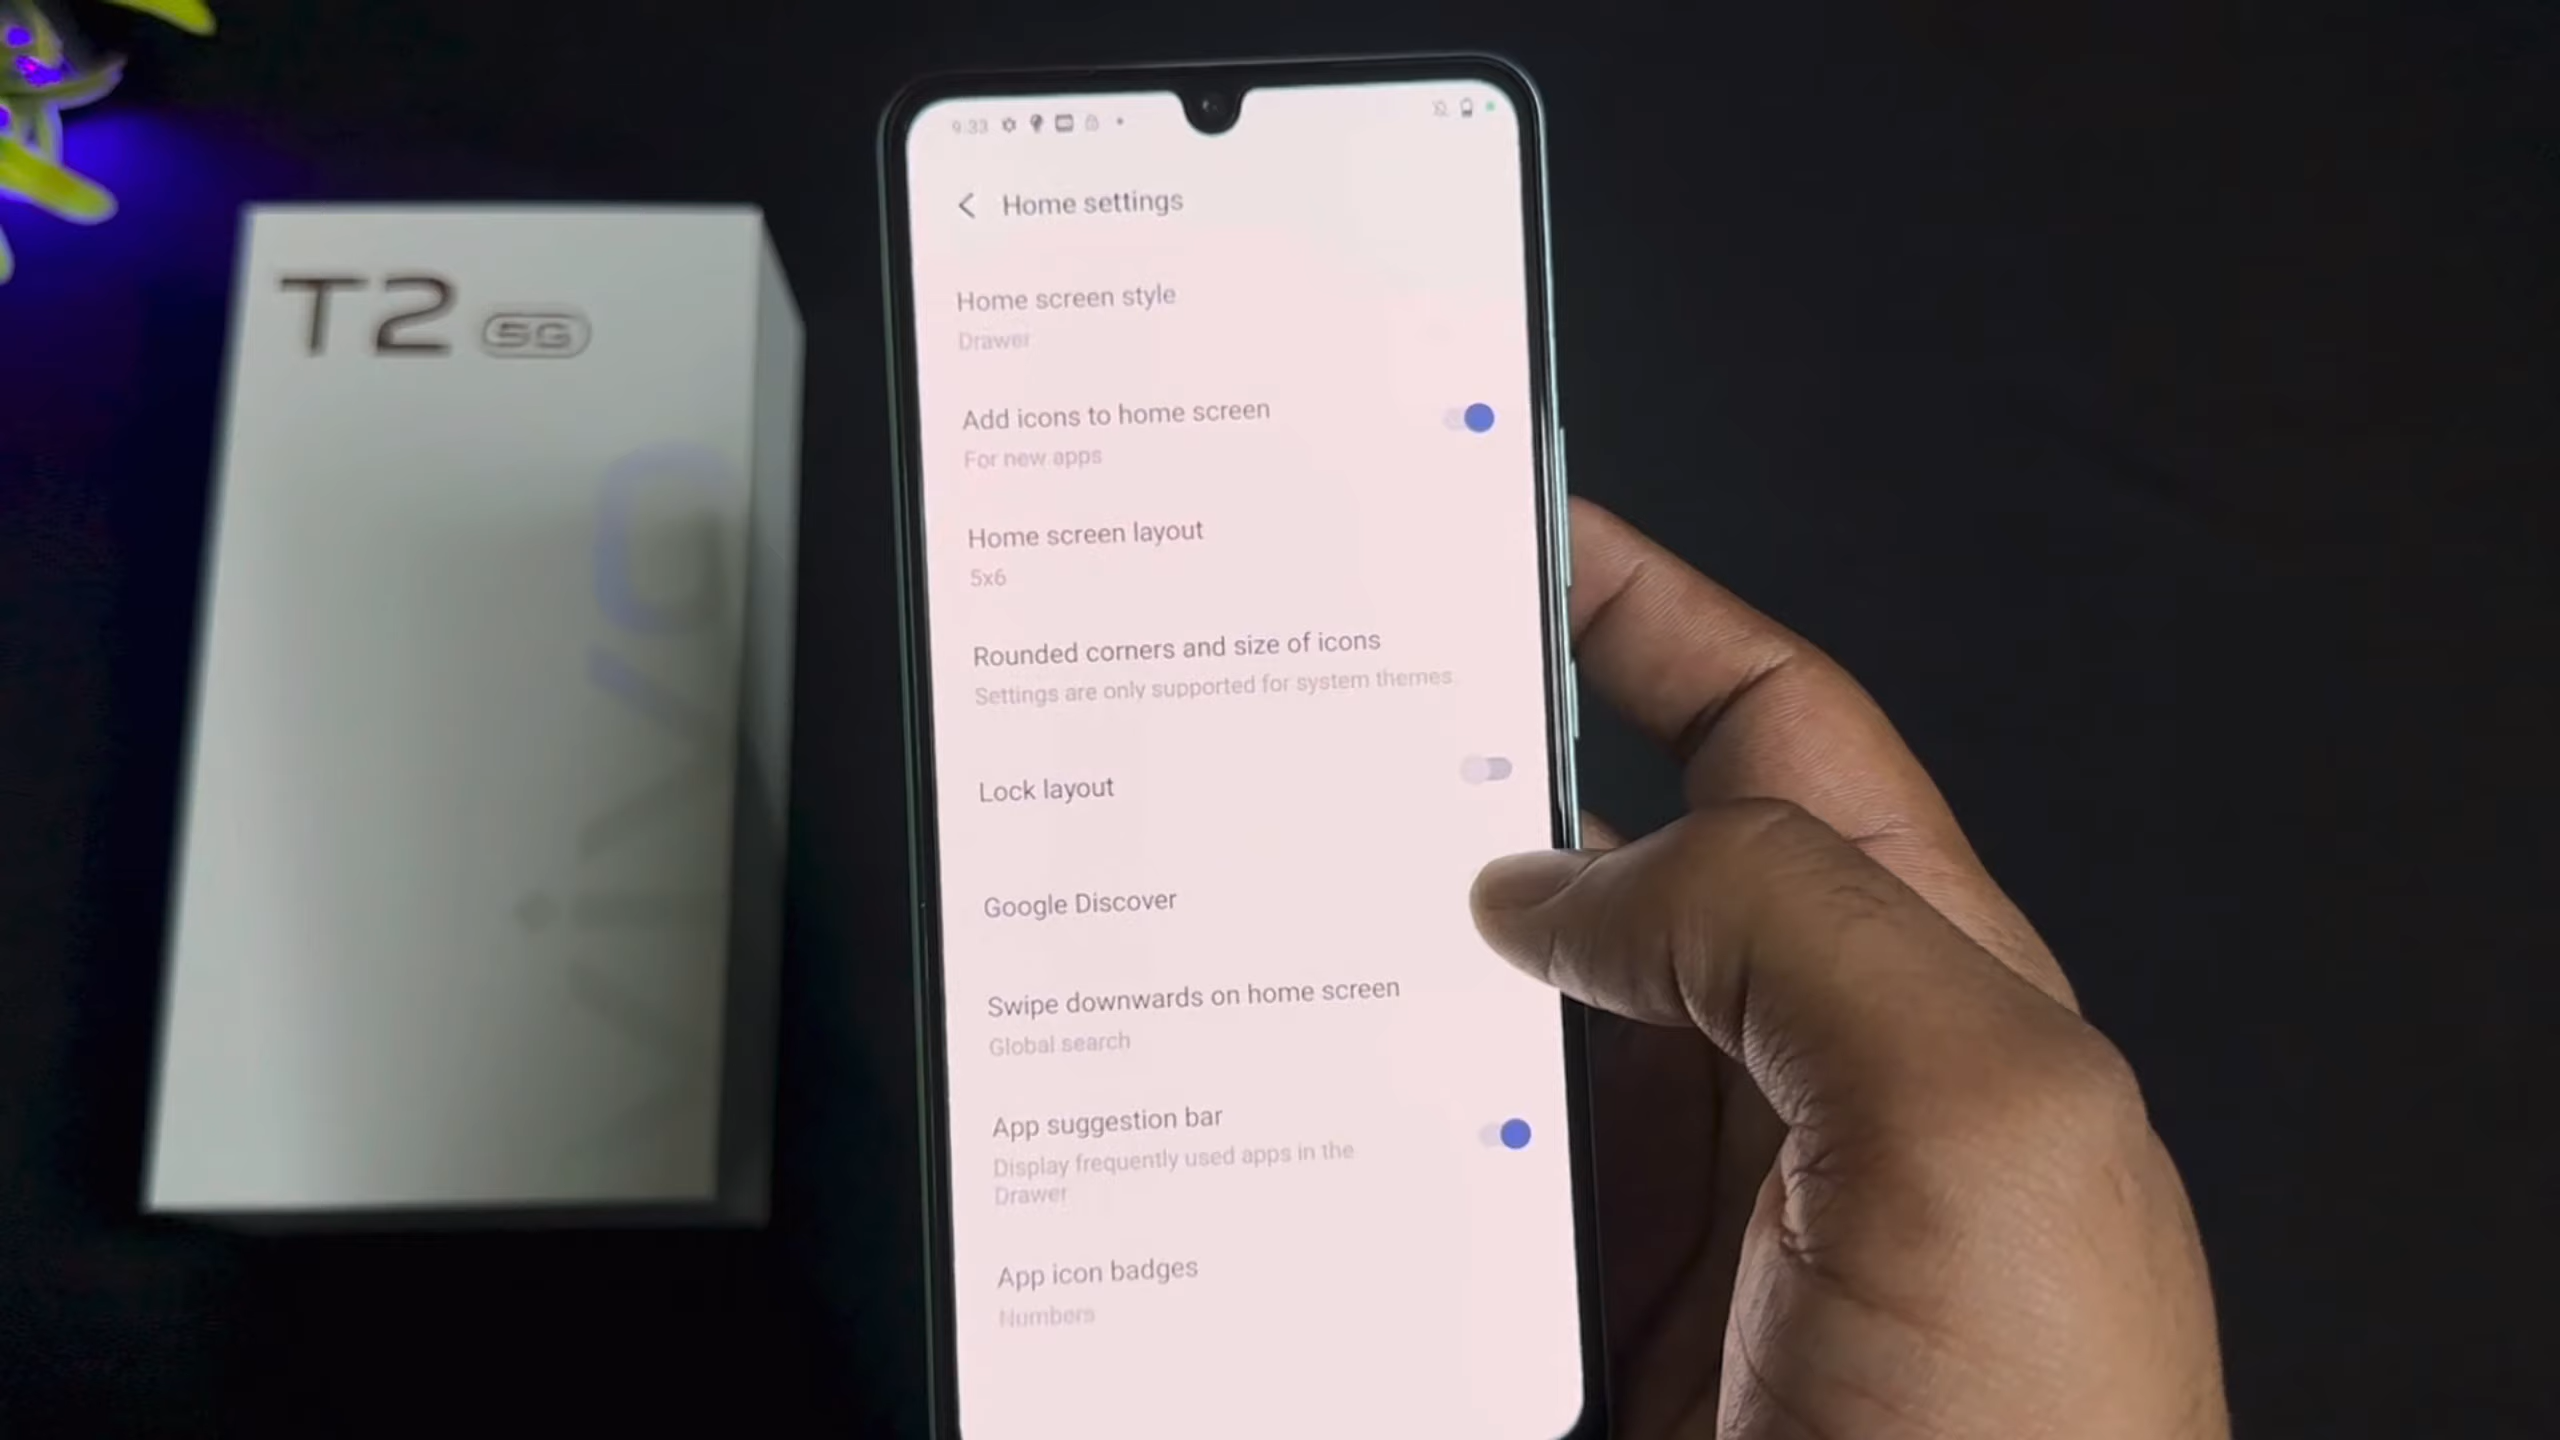 T2 5G
vivo
9:33
Home settings
Home screen style
Drawer
Add icons to home screen
For new apps
Home screen layout
5x6
Rounded corners and size of icons
Settings are only supported for system themes
Lock layout
Google Discover
Swipe downwards on home screen
Global search
App suggestion bar
Display frequently used apps in the
Drawer
App icon badges
Numbers